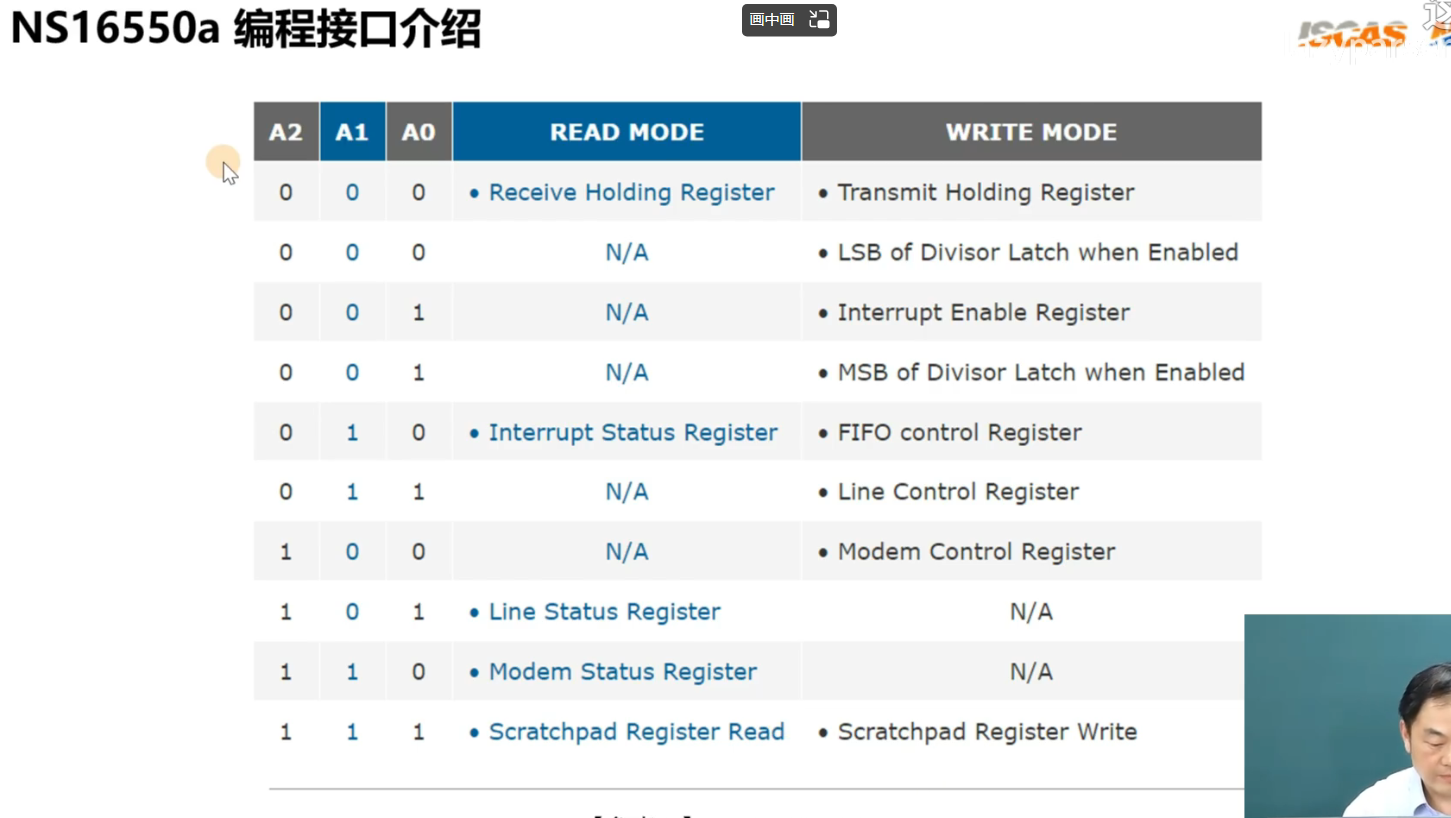 NS16550a 编程接口介绍
画中画
ISCAS
A2 A1 A0 READ MODE WRITE MODE
0 0 0 • Receive Holding Register • Transmit Holding Register
0 0 0 N/A • LSB of Divisor Latch when Enabled
0 0 1 N/A • Interrupt Enable Register
0 0 1 N/A • MSB of Divisor Latch when Enabled
0 1 0 • Interrupt Status Register • FIFO control Register
0 1 1 N/A • Line Control Register
1 0 0 N/A • Modem Control Register
1 0 1 • Line Status Register N/A
1 1 0 • Modem Status Register N/A
1 1 1 • Scratchpad Register Read • Scratchpad Register Write